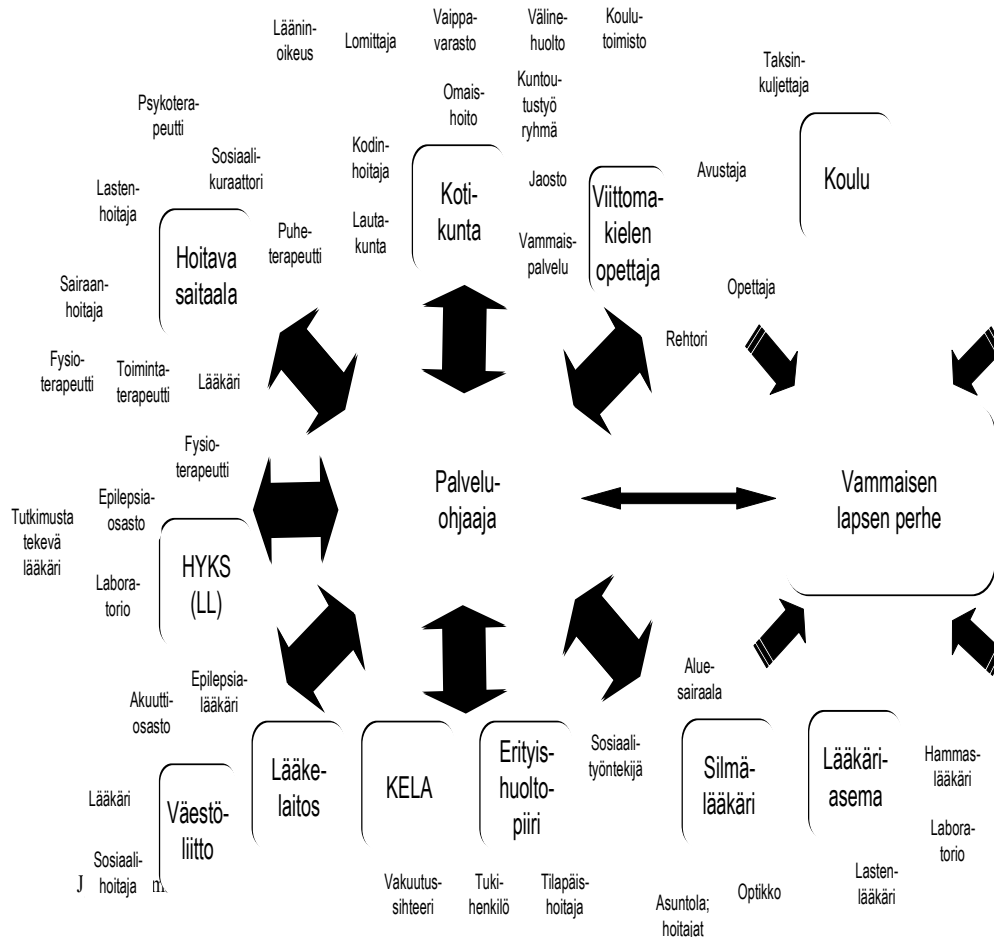 Läänin-
oikeus
Lomittaja
Vaippa-
varasto
Väline-
huolto
Koulu-
toimisto
Taksin-
kuljettaja
Psykotera-
peutti
Omais-
hoito
Kuntou-
tustyö
ryhmä
Sosiaali-
kuraattori
Kodin-
hoitaja
Koti-
kunta
Jaosto
Viittoma-
kielen
opettaja
Avustaja
Koulu
Lasten-
hoitaja
Hoitava
saitaala
Puhe-
terapeutti
Lauta-
kunta
Vammais-
palvelu
Sairaan-
hoitaja
Opettaja
Rehtori
Fysio-
terapeutti
Toiminta-
terapeutti
Lääkäri
Fysio-
terapeutti
Epilepsia-
osasto
Tutkimusta
tekevä
lääkäri
HYKS
(LL)
Labora-
torio
Palvelu-
ohjaaja
Vammaisen
lapsen perhe
Epilepsia-
lääkäri
Akuutti-
osasto
Alue-
sairaala
Lääkäri
Väestö-
liitto
Lääke-
laitos
KELA
Erityis-
huolto-
piiri
Sosiaali-
työntekijä
Silmä-
lääkäri
Lääkäri-
asema
Hammas-
lääkäri
Labora-
torio
Sosiaali-
hoitaja
J
m
Vakuutus-
sihteeri
Tuki-
henkilö
Tilapäis-
hoitaja
Asuntola;
hoitajat
Optikko
Lasten-
lääkäri